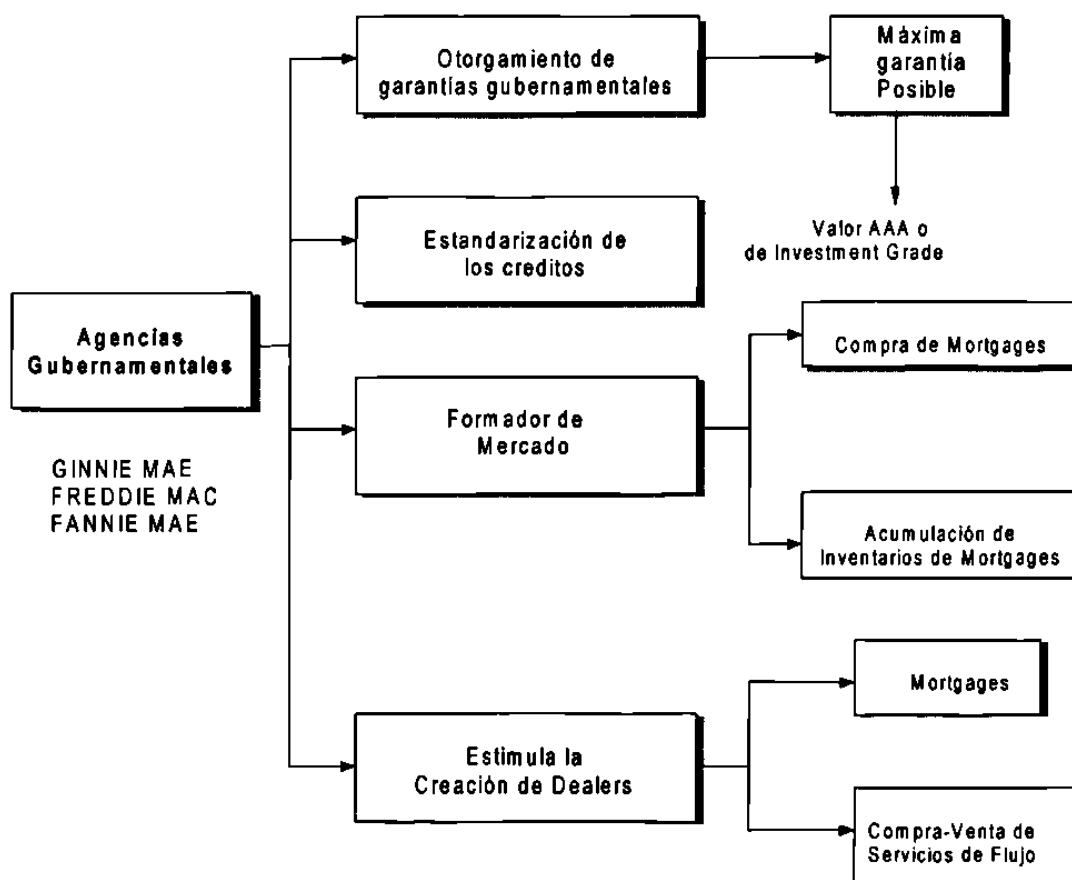 Otorgamiento de
garantías gubernamentales
Máxima
garantía
Posible
Valor AAA o
de Investment Grade
Estandarización de
los creditos
Agencías
Gubernamentales
GINNIE MAE
FREDDIE MAC
FANNIE MAE
Formador de
Mercado
Compra de Mortgages
Acumulación de
Inventarios de Mortgages
Estimula la
Creación de Dealers
Mortgages
Compra-Venta de
Servicios de Flujo